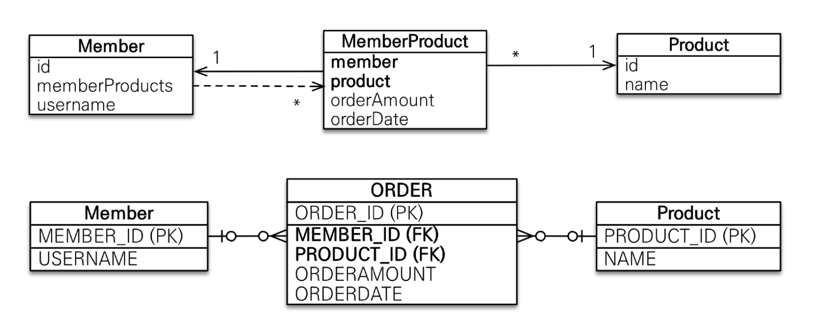 Member
id
memberProducts
username
1
*
MemberProduct
member
product
orderAmount
orderDate
*
1
Product
id
name
Member
MEMBER_ID (PK)
USERNAME
ORDER
ORDER_ID (PK)
MEMBER_ID (FK)
PRODUCT_ID (FK)
ORDERAMOUNT
ORDERDATE
Product
PRODUCT_ID (PK)
NAME